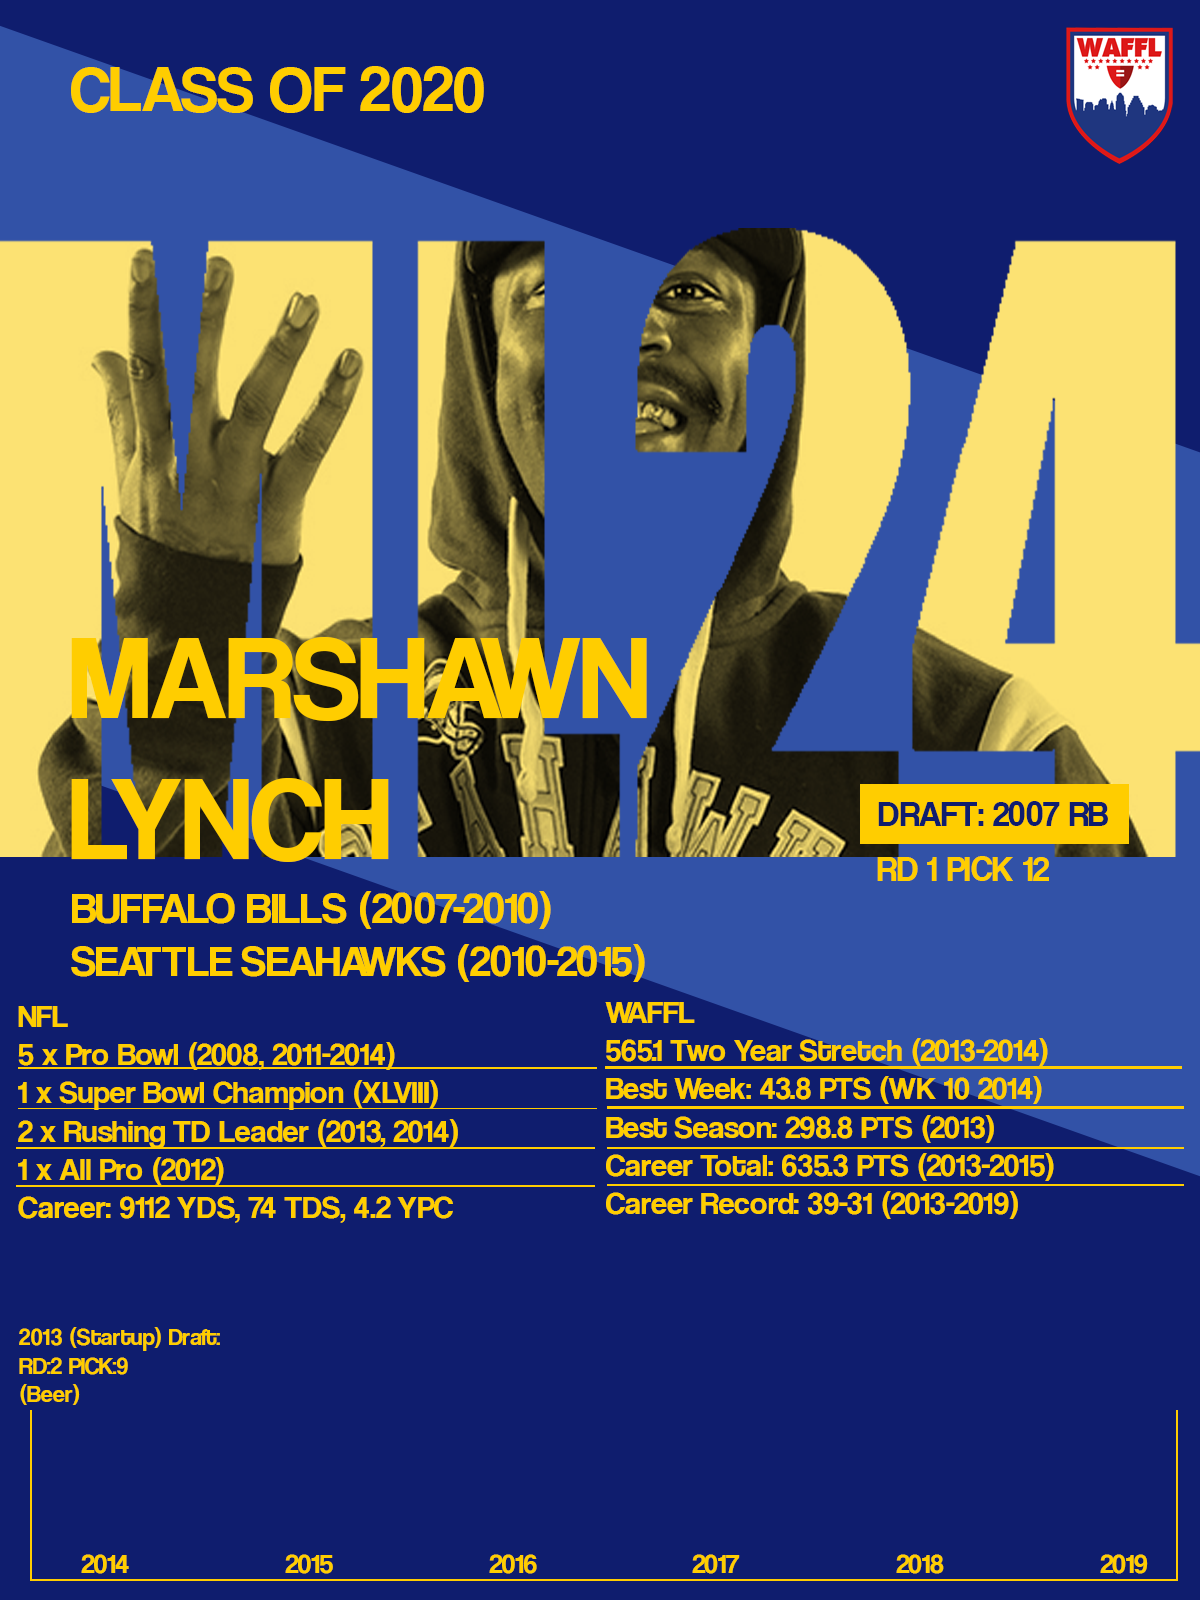 CLASS OF 2020
WAFFL
ML24
MARSHAWN
LYNCH
DRAFT: 2007 RB
RD 1 PICK 12
BUFFALO BILLS (2007-2010)
SEATTLE SEAHAWKS (2010-2015)
NFL
5 x Pro Bowl (2008, 2011-2014)
1 x Super Bowl Champion (XLVIII)
2 x Rushing TD Leader (2013, 2014)
1 x All Pro (2012)
Career: 9112 YDS, 74 TDS, 4.2 YPC
WAFFL
565.1 Two Year Stretch (2013-2014)
Best Week: 43.8 PTS (WK 10 2014)
Best Season: 298.8 PTS (2013)
Career Total: 635.3 PTS (2013-2015)
Career Record: 39-31 (2013-2019)
2013 (Startup) Draft:
RD:2 PICK:9
(Beer)
2014 2015 2016 2017 2018 2019